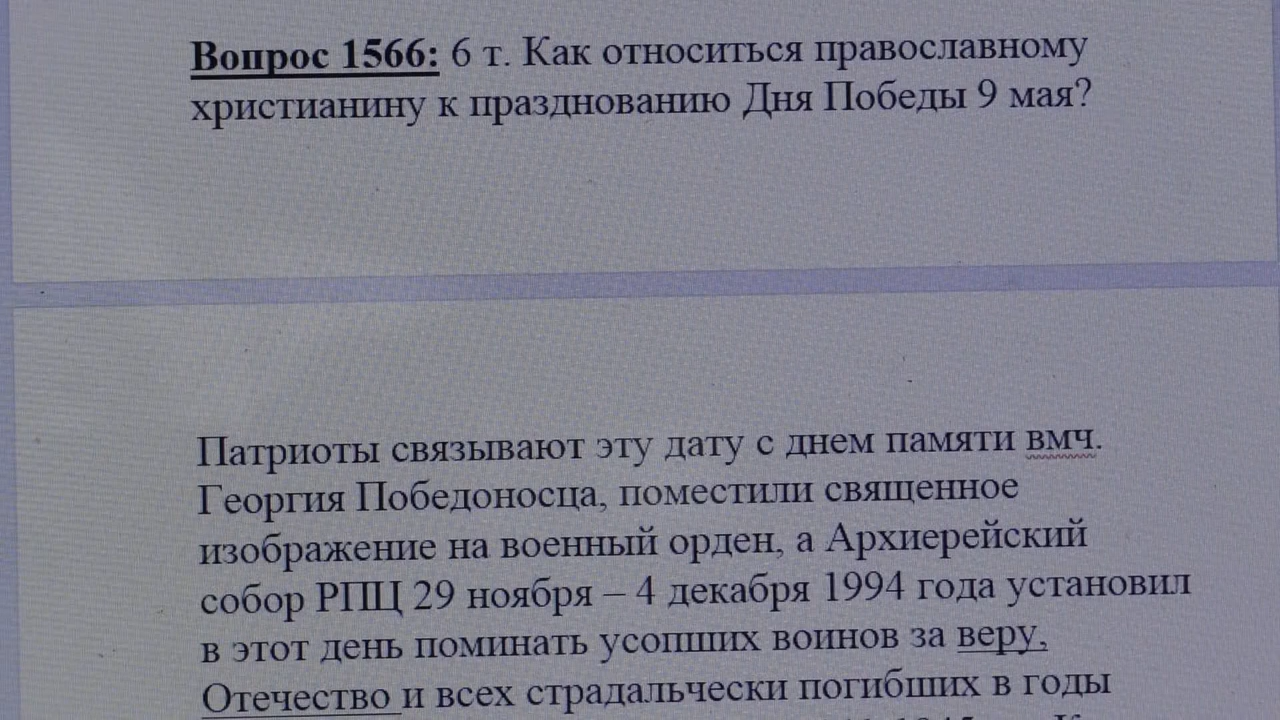 Вопрос 1566: 6 т. Как относиться православному
христианину к празднованию Дня Победы 9 мая?
Патриоты связывают эту дату с днем памяти вмч.
Георгия Победоносца, поместили священное
изображение на военный орден, а Архиерейский
собор РПЦ 29 ноября – 4 декабря 1994 года установил
в этот день поминать усопших воинов за веру,
Отечество и всех страдальчески погибших в годы